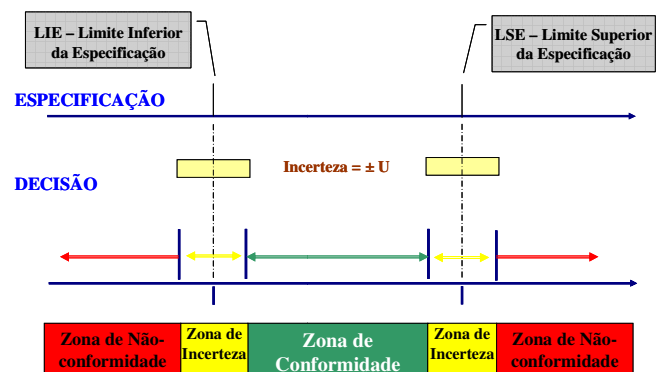 LIE – Limite Inferior
da Especificação
LSE – Limite Superior
da Especificação
ESPECIFICAÇÃO
Incerteza = ± U
DECISÃO
Zona de Não-
conformidade
Zona de
Incerteza
Zona de
Conformidade
Zona de
Incerteza
Zona de Não-
conformidade